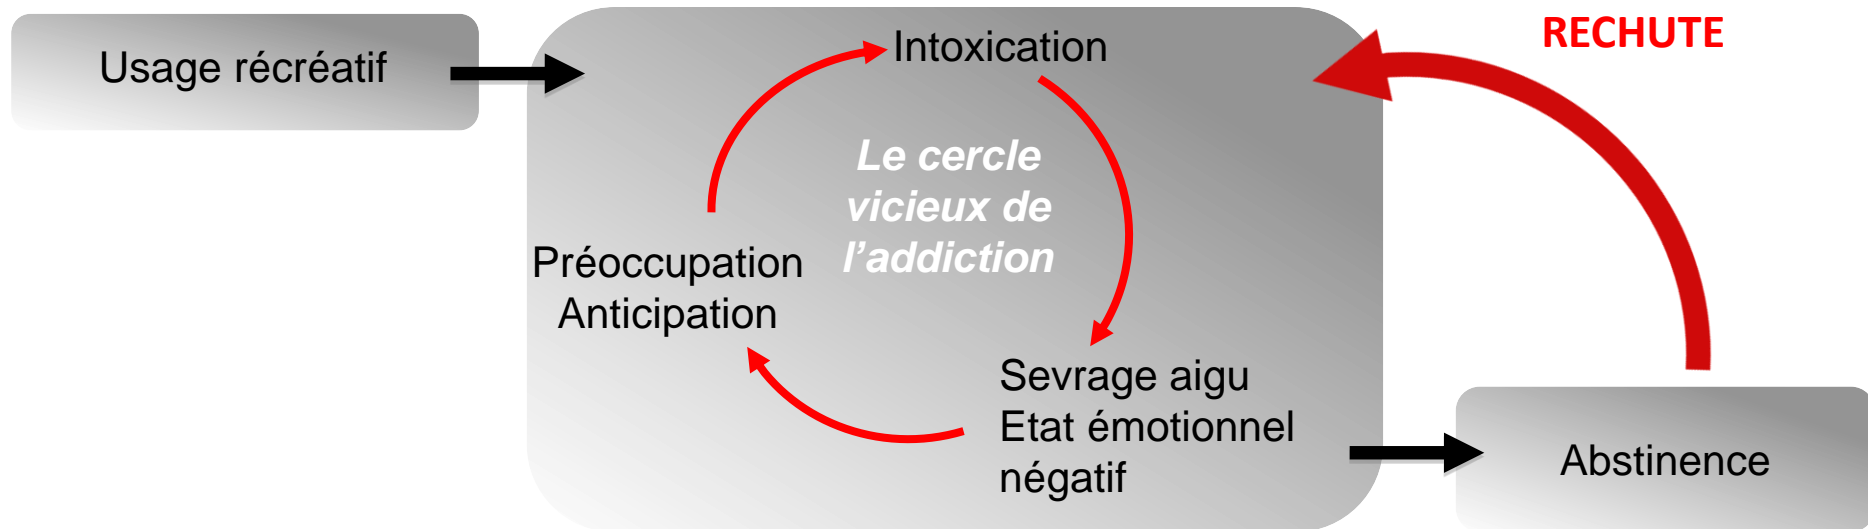 Usage récréatif
Intoxication
RECHUTE
Le cercle
vicieux de
l’addiction
Préoccupation
Anticipation
Sevrage aigu
Etat émotionnel
négatif
Abstinence